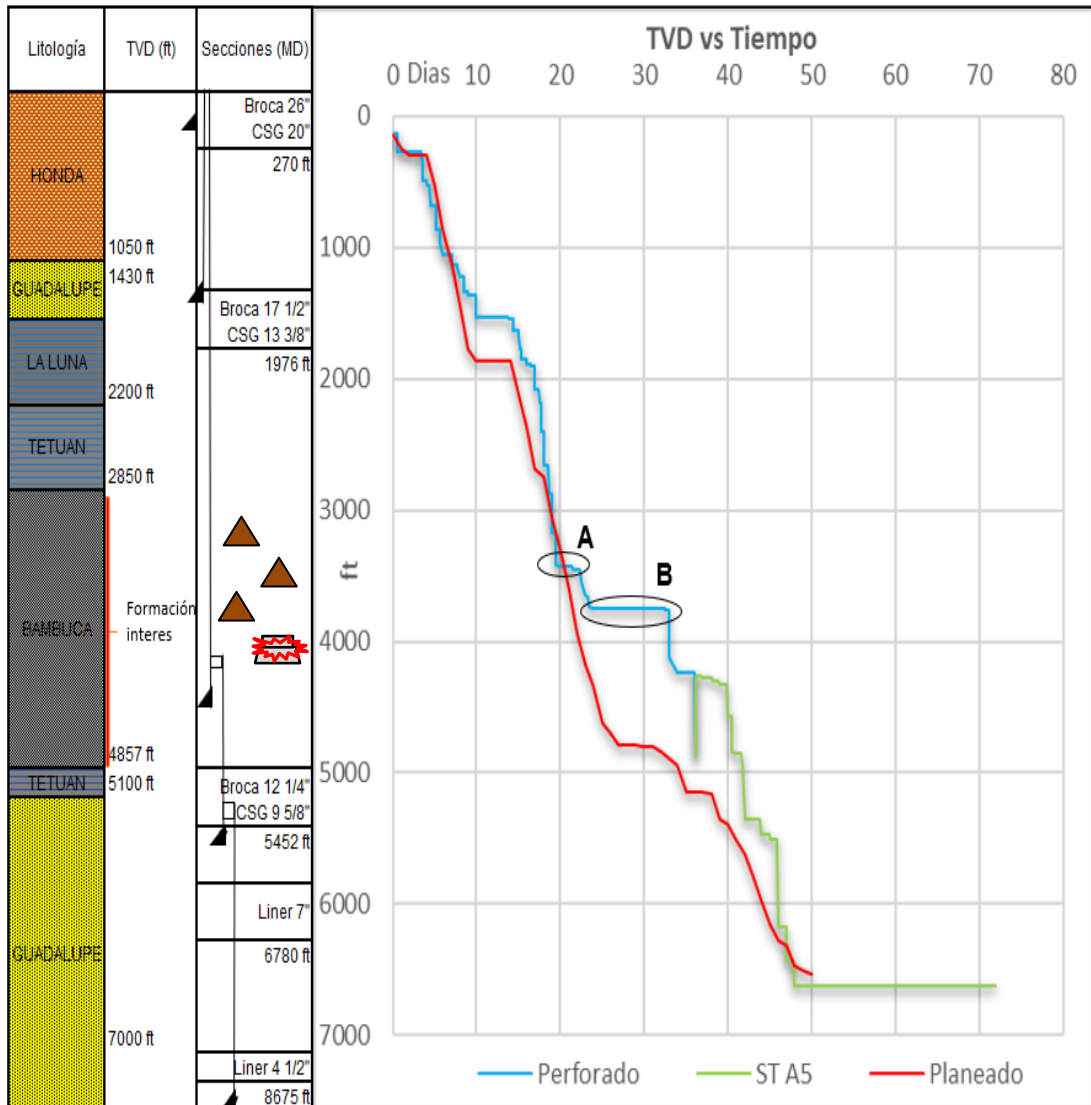 Litología
TVD (ft)
Secciones (MD)
HONDA
1050 ft
1430 ft
GUADALUPE
LA LUNA
2200 ft
TETUAN
2850 ft
BAMBUCA
Formación
interes
4857 ft
TETUAN
5100 ft
GUADALUPE
7000 ft
Broca 26"
CSG 20"
270 ft
Broca 17 1/2"
CSG 13 3/8"
1976 ft
Broca 12 1/4"
CSG 9 5/8"
5452 ft
Liner 7"
6780 ft
Liner 4 1/2"
8675 ft
TVD vs Tiempo
0 Dias 10 20 30 40 50 60 70 80
0
1000
2000
3000
4000
5000
6000
7000
ft
A
B
Perforado ST A5 Planeado